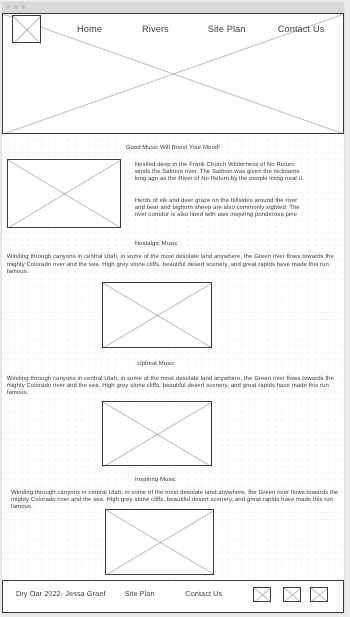 Home Rivers Site Plan Contact Us
Good Music Will Boost Your Mood!
Nestled deep in the Frank Church Wilderness of No Return
winds the Salmon river. The Salmon was given the nickname
long ago as the River of No Return by the people living near it.
Herds of elk and deer graze on the hillsides around the river
and bear and bighorn sheep are also commonly sighted. The
river corridor is also lined with awe inspiring ponderosa pine
Nostalgic Music
Winding through canyons in central Utah, in some of the most desolate land anywhere, the Green river flows towards the
mighty Colorado river and the sea. High grey stone cliffs, beautiful desert scenery, and great rapids have made this run
famous.
Upbeat Music
Winding through canyons in central Utah, in some of the most desolate land anywhere, the Green river flows towards the
mighty Colorado river and the sea. High grey stone cliffs, beautiful desert scenery, and great rapids have made this run
famous.
Inspiring Music
Winding through canyons in central Utah, in some of the most desolate land anywhere, the Green river flows towards the
mighty Colorado river and the sea. High grey stone cliffs, beautiful desert scenery, and great rapids have made this run
famous.
Dry Oar 2022- Jessa Graef Site Plan Contact Us